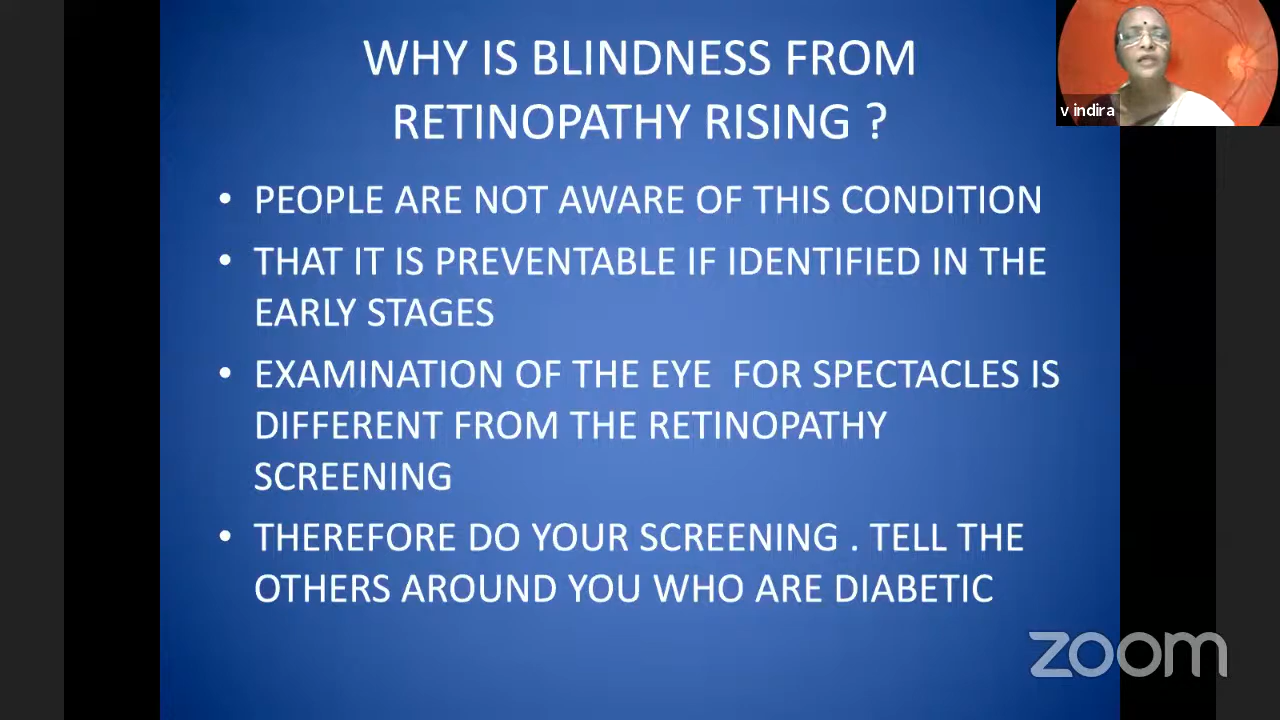 WHY IS BLINDNESS FROM
RETINOPATHY RISING ?
v indira
• PEOPLE ARE NOT AWARE OF THIS CONDITION
• THAT IT IS PREVENTABLE IF IDENTIFIED IN THE
EARLY STAGES
• EXAMINATION OF THE EYE  FOR SPECTACLES IS
DIFFERENT FROM THE RETINOPATHY
SCREENING
• THEREFORE DO YOUR SCREENING . TELL THE
OTHERS AROUND YOU WHO ARE DIABETIC
zoom